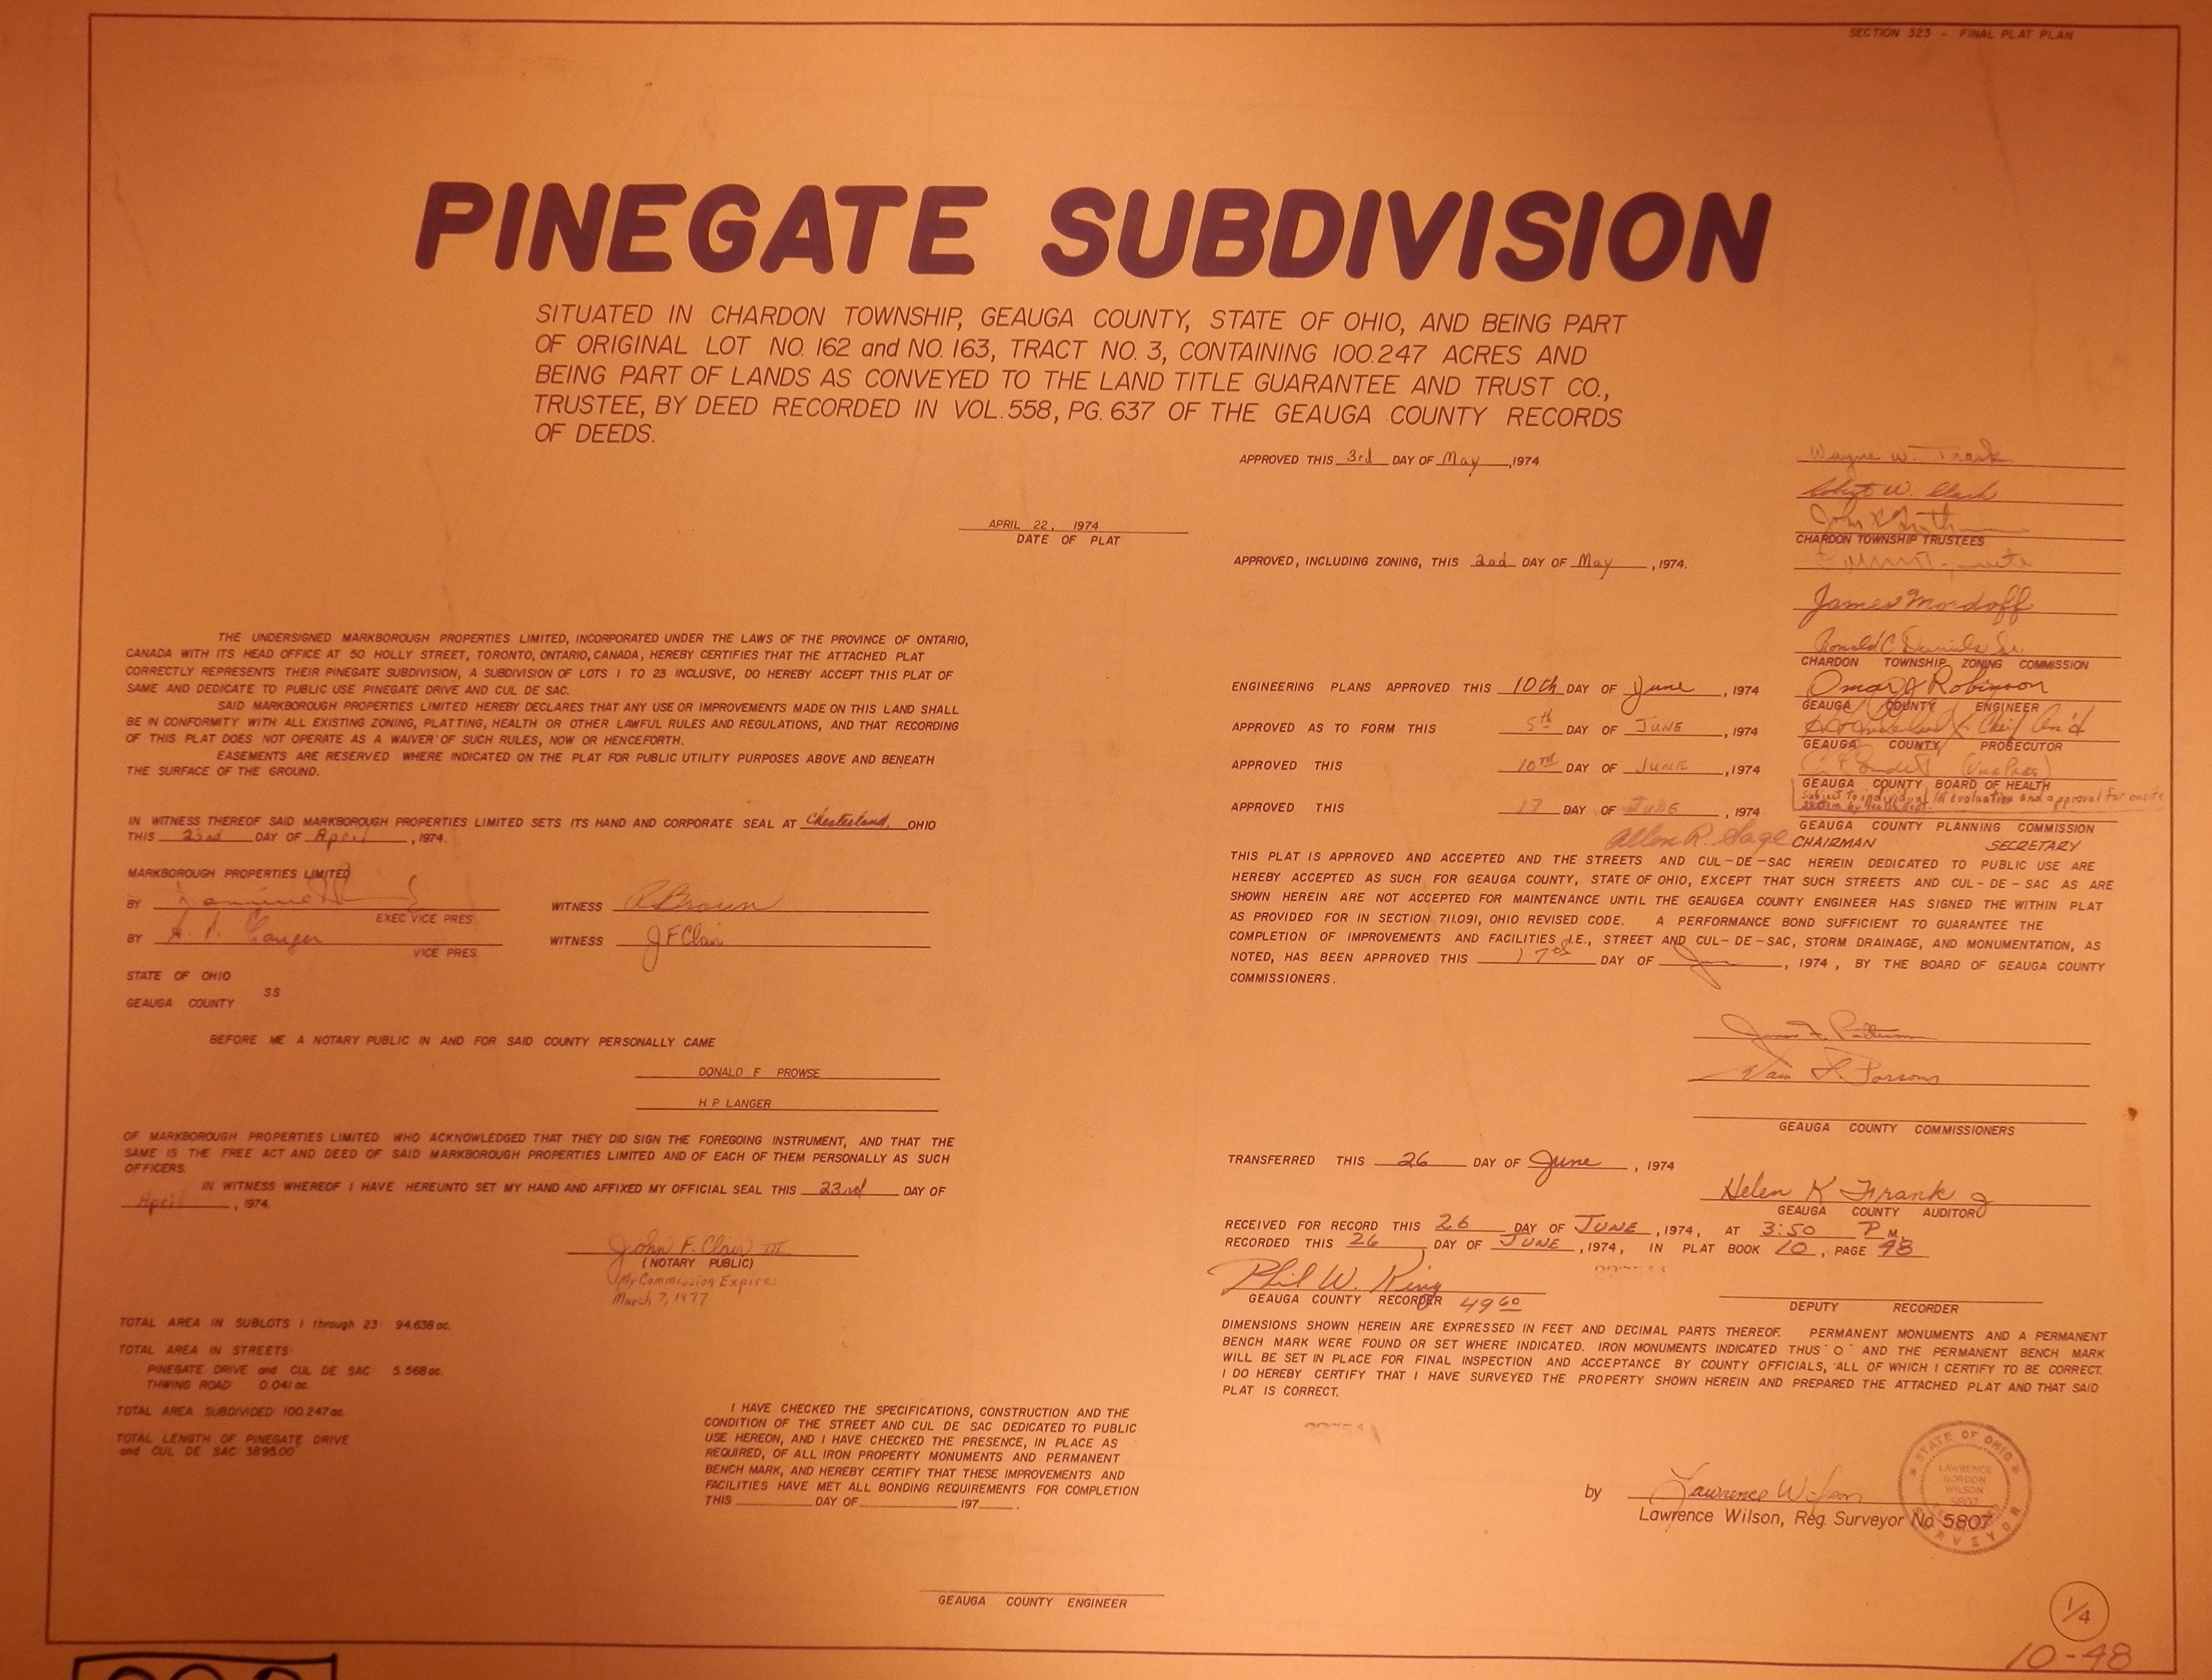 SECTION 323 - FINAL PLAT PLAN
PINEGATE SUBDIVISION
SITUATED IN CHARDON TOWNSHIP, GEAUGA COUNTY, STATE OF OHIO, AND BEING PART
OF ORIGINAL LOT NO. 162 and NO. 163, TRACT NO. 3, CONTAINING 100.247 ACRES AND
BEING PART OF LANDS AS CONVEYED TO THE LAND TITLE GUARANTEE AND TRUST CO.,
TRUSTEE, BY DEED RECORDED IN VOL. 558, PG. 637 OF THE GEAUGA COUNTY RECORDS
OF DEEDS.
APRIL 22, 1974
DATE OF PLAT
THE UNDERSIGNED MARKBOROUGH PROPERTIES LIMITED, INCORPORATED UNDER THE LAWS OF THE PROVINCE OF ONTARIO,
CANADA WITH ITS HEAD OFFICE AT 50 HOLLY STREET, TORONTO, ONTARIO, CANADA, HEREBY CERTIFIES THAT THE ATTACHED PLAT
CORRECTLY REPRESENTS THEIR PINEGATE SUBDIVISION, A SUBDIVISION OF LOTS 1 TO 23 INCLUSIVE, DO HEREBY ACCEPT THIS PLAT OF
SAME AND DEDICATE TO PUBLIC USE PINEGATE DRIVE AND CUL DE SAC.
SAID MARKBOROUGH PROPERTIES LIMITED HEREBY DECLARES THAT ANY USE OR IMPROVEMENTS MADE ON THIS LAND SHALL
BE IN CONFORMITY WITH ALL EXISTING ZONING, PLATTING, HEALTH OR OTHER LAWFUL RULES AND REGULATIONS, AND THAT RECORDING
OF THIS PLAT DOES NOT OPERATE AS A WAIVER OF SUCH RULES, NOW OR HENCEFORTH.
EASEMENTS ARE RESERVED WHERE INDICATED ON THE PLAT FOR PUBLIC UTILITY PURPOSES ABOVE AND BENEATH
THE SURFACE OF THE GROUND.
IN WITNESS THEREOF SAID MARKBOROUGH PROPERTIES LIMITED SETS ITS HAND AND CORPORATE SEAL AT Chesterland, OHIO
THIS 23rd DAY OF April, 1974.
MARKBOROUGH PROPERTIES LIMITED
BY WITNESS R Brown
EXEC VICE PRES.
BY H. P. Langer WITNESS J F Clair
VICE PRES.
STATE OF OHIO
SS
GEAUGA COUNTY
BEFORE ME A NOTARY PUBLIC IN AND FOR SAID COUNTY PERSONALLY CAME
DONALD F PROWSE
H. P. LANGER
OF MARKBOROUGH PROPERTIES LIMITED WHO ACKNOWLEDGED THAT THEY DID SIGN THE FOREGOING INSTRUMENT, AND THAT THE
SAME IS THE FREE ACT AND DEED OF SAID MARKBOROUGH PROPERTIES LIMITED AND OF EACH OF THEM PERSONALLY AS SUCH
OFFICERS.
IN WITNESS WHEREOF I HAVE HEREUNTO SET MY HAND AND AFFIXED MY OFFICIAL SEAL THIS 23rd DAY OF
April, 1974.
John F. Clair III
(NOTARY PUBLIC)
My Commission Expires
March 7, 1977
TOTAL AREA IN SUBLOTS 1 through 23: 94.638 ac.
TOTAL AREA IN STREETS:
PINEGATE DRIVE and CUL DE SAC: 5.568 ac.
THWING ROAD: 0.041 ac.
TOTAL AREA SUBDIVIDED: 100.247 ac.
TOTAL LENGTH OF PINEGATE DRIVE
and CUL DE SAC: 3895.00'
I HAVE CHECKED THE SPECIFICATIONS, CONSTRUCTION AND THE
CONDITION OF THE STREET AND CUL DE SAC DEDICATED TO PUBLIC
USE HEREON, AND I HAVE CHECKED THE PRESENCE, IN PLACE AS
REQUIRED, OF ALL IRON PROPERTY MONUMENTS AND PERMANENT
BENCH MARK, AND HEREBY CERTIFY THAT THESE IMPROVEMENTS AND
FACILITIES HAVE MET ALL BONDING REQUIREMENTS FOR COMPLETION
THIS DAY OF 197 .
GEAUGA COUNTY ENGINEER
APPROVED THIS 3rd DAY OF May, 1974
Wayne W. Trask
Robert W. Clark
John R Smith
CHARDON TOWNSHIP TRUSTEES
APPROVED, INCLUDING ZONING, THIS 2nd DAY OF May, 1974.
James Mordoff
Ronald C Daniels Sr.
CHARDON TOWNSHIP ZONING COMMISSION
ENGINEERING PLANS APPROVED THIS 10th DAY OF June, 1974 Omar J Robinson
GEAUGA COUNTY ENGINEER
APPROVED AS TO FORM THIS 5th DAY OF JUNE, 1974
GEAUGA COUNTY PROSECUTOR
APPROVED THIS 10TH DAY OF JUNE, 1974 (Vice Pres)
GEAUGA COUNTY BOARD OF HEALTH
Subject to individual lot evaluation and approval for onsite
system by Health Dept.
APPROVED THIS 17 DAY OF JUNE, 1974
GEAUGA COUNTY PLANNING COMMISSION
Allen R. Sage CHAIRMAN SECRETARY
THIS PLAT IS APPROVED AND ACCEPTED AND THE STREETS AND CUL-DE-SAC HEREIN DEDICATED TO PUBLIC USE ARE
HEREBY ACCEPTED AS SUCH FOR GEAUGA COUNTY, STATE OF OHIO, EXCEPT THAT SUCH STREETS AND CUL-DE-SAC AS ARE
SHOWN HEREIN ARE NOT ACCEPTED FOR MAINTENANCE UNTIL THE GEAUGEA COUNTY ENGINEER HAS SIGNED THE WITHIN PLAT
AS PROVIDED FOR IN SECTION 711.091, OHIO REVISED CODE. A PERFORMANCE BOND SUFFICIENT TO GUARANTEE THE
COMPLETION OF IMPROVEMENTS AND FACILITIES I.E., STREET AND CUL-DE-SAC, STORM DRAINAGE, AND MONUMENTATION, AS
NOTED, HAS BEEN APPROVED THIS 17th DAY OF , 1974, BY THE BOARD OF GEAUGA COUNTY
COMMISSIONERS.
James F. Patterson
Parsons
GEAUGA COUNTY COMMISSIONERS
TRANSFERRED THIS 26 DAY OF June, 1974
Helen K Frank
GEAUGA COUNTY AUDITOR
RECEIVED FOR RECORD THIS 26 DAY OF JUNE, 1974, AT 3:50 P M.
RECORDED THIS 26 DAY OF JUNE, 1974, IN PLAT BOOK 10, PAGE 48
Phil W. King
GEAUGA COUNTY RECORDER 49 60
DEPUTY RECORDER
DIMENSIONS SHOWN HEREIN ARE EXPRESSED IN FEET AND DECIMAL PARTS THEREOF. PERMANENT MONUMENTS AND A PERMANENT
BENCH MARK WERE FOUND OR SET WHERE INDICATED. IRON MONUMENTS INDICATED THUS "O" AND THE PERMANENT BENCH MARK
WILL BE SET IN PLACE FOR FINAL INSPECTION AND ACCEPTANCE BY COUNTY OFFICIALS, ALL OF WHICH I CERTIFY TO BE CORRECT.
I DO HEREBY CERTIFY THAT I HAVE SURVEYED THE PROPERTY SHOWN HEREIN AND PREPARED THE ATTACHED PLAT AND THAT SAID
PLAT IS CORRECT.
by Lawrence Wilson
Lawrence Wilson, Reg. Surveyor No. 5807
STATE OF OHIO
LAWRENCE
GORDON
WILSON
5807
SURVEYOR
1/4
10-48